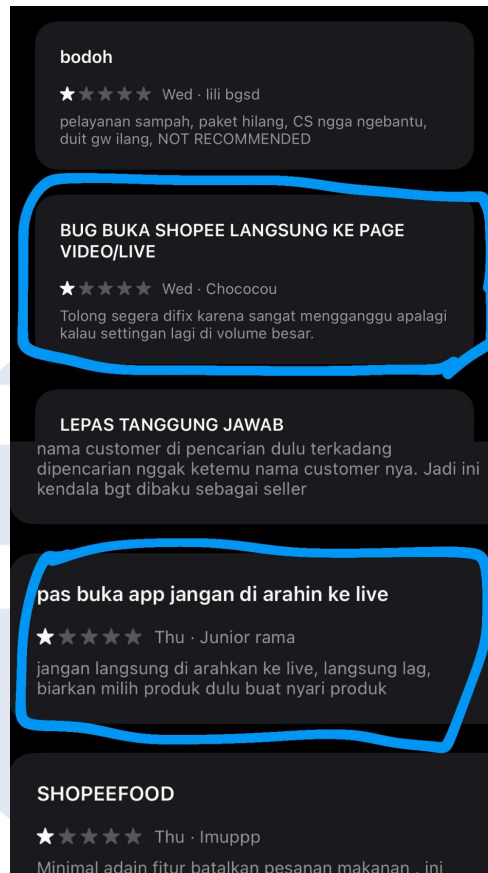 bodoh
★★★★★ Wed · lili bgsd
pelayanan sampah, paket hilang, CS ngga ngebantu,
duit gw ilang, NOT RECOMMENDED
BUG BUKA SHOPEE LANGSUNG KE PAGE
VIDEO/LIVE
★★★★★ Wed · Chococou
Tolong segera difix karena sangat mengganggu apalagi
kalau settingan lagi di volume besar.
LEPAS TANGGUNG JAWAB
nama customer di pencarian dulu terkadang
dipencarian nggak ketemu nama customer nya. Jadi ini
kendala bgt dibaku sebagai seller
pas buka app jangan di arahin ke live
★★★★★ Thu · Junior rama
jangan langsung di arahkan ke live, langsung lag,
biarkan milih produk dulu buat nyari produk
SHOPEEFOOD
★★★★★ Thu · Imuppp
Minimal adain fitur batalkan pesanan makanan , ini